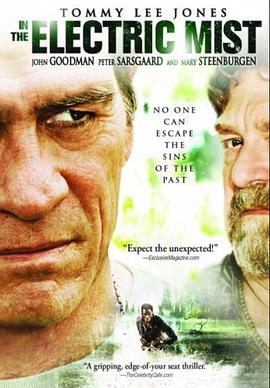 TOMMY LEE JONES
IN THE ELECTRIC MIST
JOHN GOODMAN PETER SARSGAARD AND MARY STEENBURGEN
NO ONE
CAN
ESCAPE
THE SINS
OF THE
PAST
"Expect the unexpected!"
—ExclusiveMagazine.com
"A gripping, edge-of-your seat thriller."
—TheCelebrityCafe.com